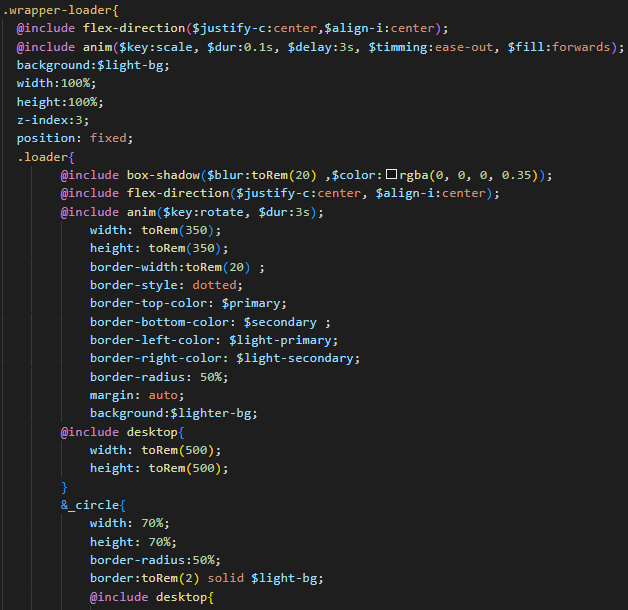 .wrapper-loader{
@include flex-direction($justify-c:center,$align-i:center);
@include anim($key:scale, $dur:0.1s, $delay:3s, $timming:ease-out, $fill:forwards);
background:$light-bg;
width:100%;
height:100%;
z-index:3;
position: fixed;
.loader{
@include box-shadow($blur:toRem(20) ,$color:rgba(0, 0, 0, 0.35));
@include flex-direction($justify-c:center, $align-i:center);
@include anim($key:rotate, $dur:3s);
width: toRem(350);
height: toRem(350);
border-width:toRem(20) ;
border-style: dotted;
border-top-color: $primary;
border-bottom-color: $secondary ;
border-left-color: $light-primary;
border-right-color: $light-secondary;
border-radius: 50%;
margin: auto;
background:$lighter-bg;
@include desktop{
width: toRem(500);
height: toRem(500);
}
&_circle{
width: 70%;
height: 70%;
border-radius:50%;
border:toRem(2) solid $light-bg;
@include desktop{